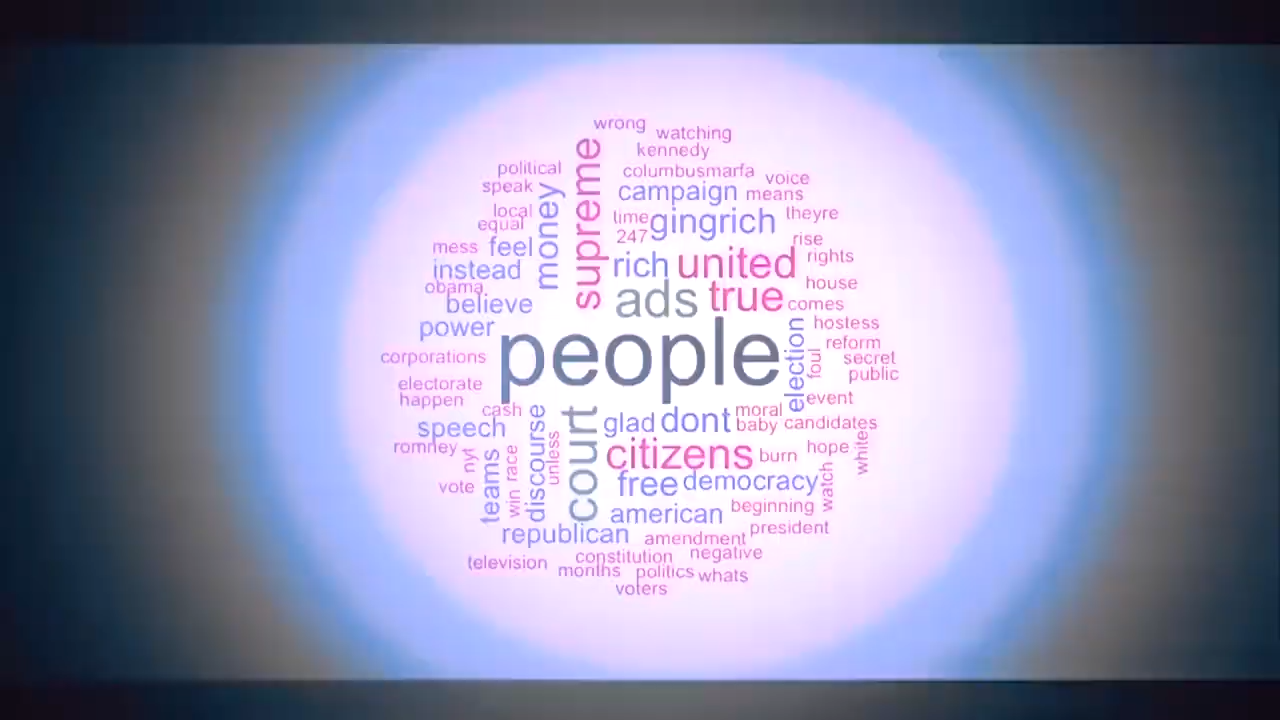 wrong
watching
kennedy
political
columbusmarfa
voice
speak
campaign
means
supreme
money
local
lime
gingrich
theyre
equal
247
rise
mess
feel
rich
united
rights
instead
obama
ads
true
house
believe
comes
power
people
election
hostess
foul
reform
corporations
secret
public
electorate
happen
event
cash
court
glad
dont
moral
baby
candidates
speech
discourse
unless
citizens
burn
hope
white
romney
nyt
race
teams
win
vote
free
democracy
watch
american
beginning
republican
amendment
president
television
constitution
negative
months
politics
whats
voters